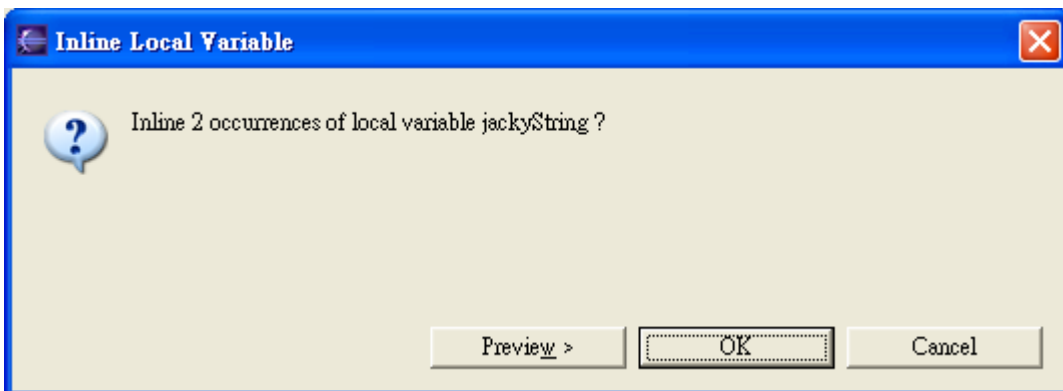 Inline Local Variable
Inline 2 occurrences of local variable jackyString ?
Preview >
OK
Cancel